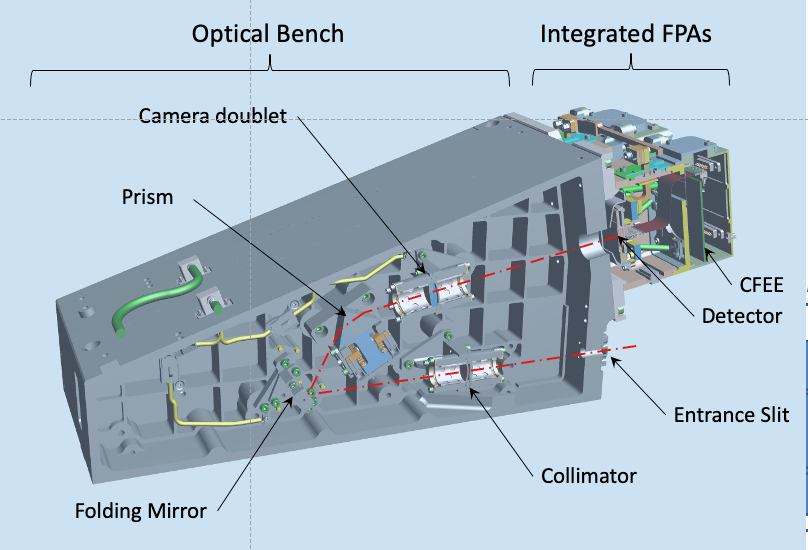 Optical Bench
Integrated FPAs
Camera doublet
Prism
CFEE
Detector
Entrance Slit
Collimator
Folding Mirror